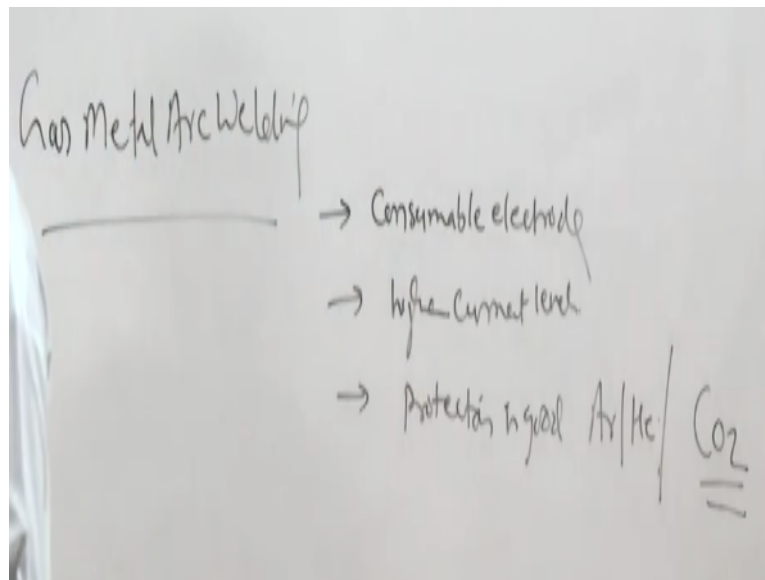 Gas Metal Arc Welding
→ Consumable electrode
→ higher Current level
→ Protection is good Ar/He/ CO2